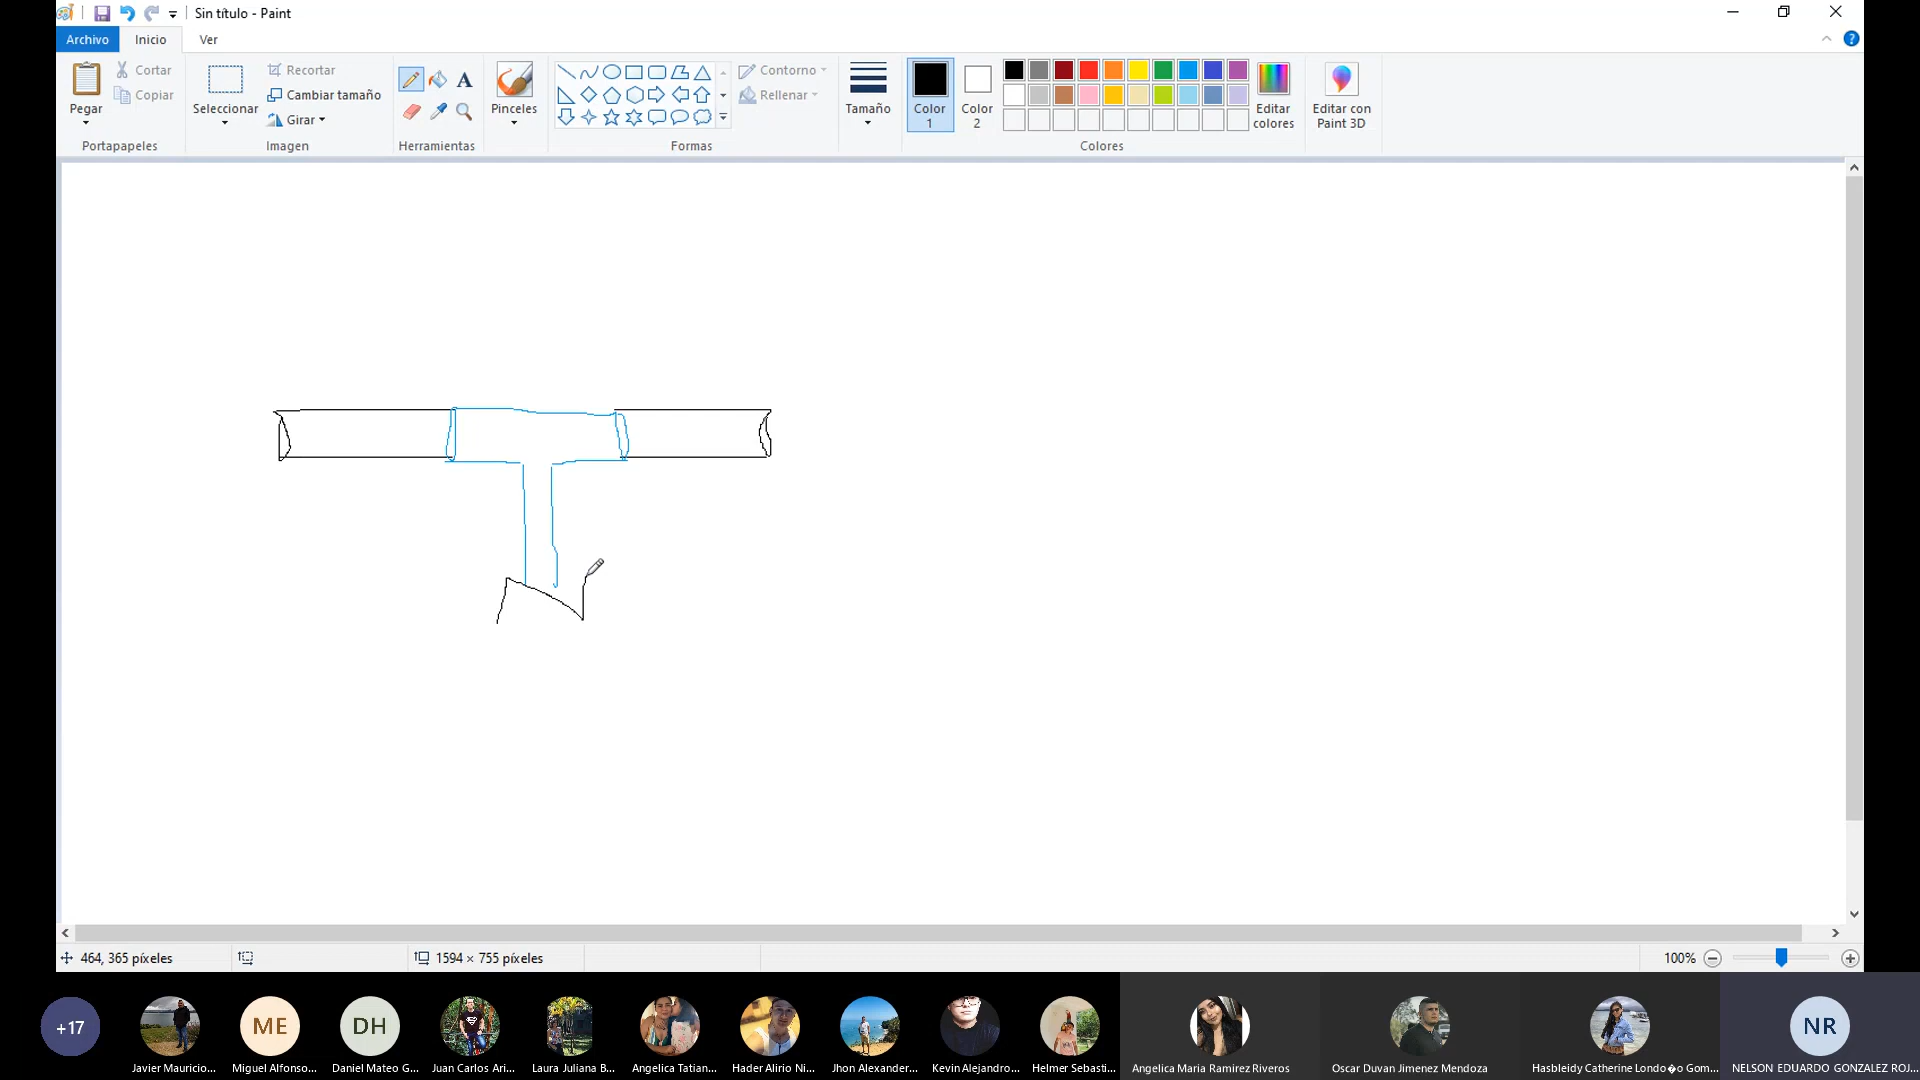 Sin título - Paint
Archivo Inicio Ver
Pegar
Cortar
Copiar
Portapapeles
Seleccionar
Recortar
Cambiar tamaño
Girar
Imagen
A
Herramientas
Pinceles
Formas
Contorno
Rellenar
Tamaño
Color
1
Color
2
Colores
Editar
colores
Editar con
Paint 3D
464, 365 píxeles
1594 × 755 píxeles
100%
+17
ME
DH
NR
Javier Mauricio...
Miguel Alfonso...
Daniel Mateo G...
Juan Carlos Ari...
Laura Juliana B...
Angelica Tatian...
Hader Alirio Ni...
Jhon Alexander...
Kevin Alejandro...
Helmer Sebasti...
Angelica Maria Ramirez Riveros
Oscar Duvan Jimenez Mendoza
Hasbleidy Catherine Londo�o Gom...
NELSON EDUARDO GONZALEZ ROJ...